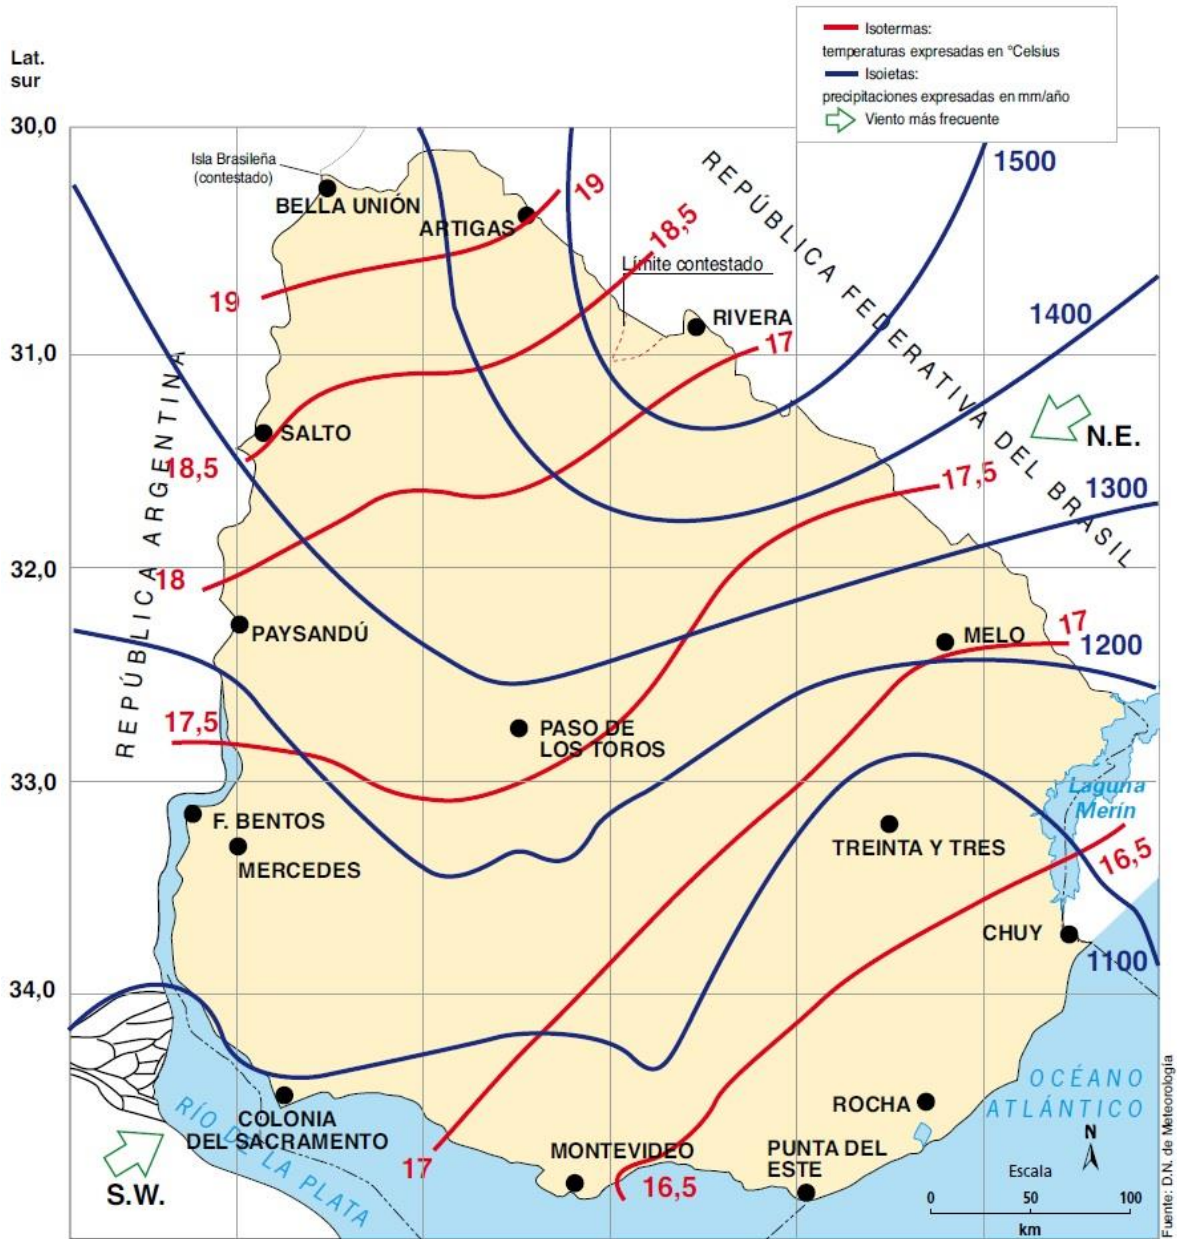 Isotermas:
temperaturas expresadas en °Celsius
Isoietas:
precipitaciones expresadas en mm/año
Viento más frecuente
Lat.
sur
30,0
31,0
32,0
33,0
34,0
Isla Brasileña
(contestado)
BELLA UNIÓN
ARTIGAS
19
19
18,5
Límite contestado
RIVERA
17
REPÚBLICA FEDERATIVA DEL BRASIL
1500
1400
N.E.
1300
17,5
SALTO
18,5
REPÚBLICA ARGENTINA
18
PAYSANDÚ
MELO
17
1200
17,5
PASO DE
LOS TOROS
F. BENTOS
MERCEDES
TREINTA Y TRES
Laguna
Merín
16,5
CHUY
1100
COLONIA
DEL SACRAMENTO
RÍO DE LA PLATA
S.W.
17
MONTEVIDEO
16,5
PUNTA DEL
ESTE
ROCHA
OCÉANO
ATLÁNTICO
N
Escala
0 50 100
km
Fuente: D.N. de Meteorología